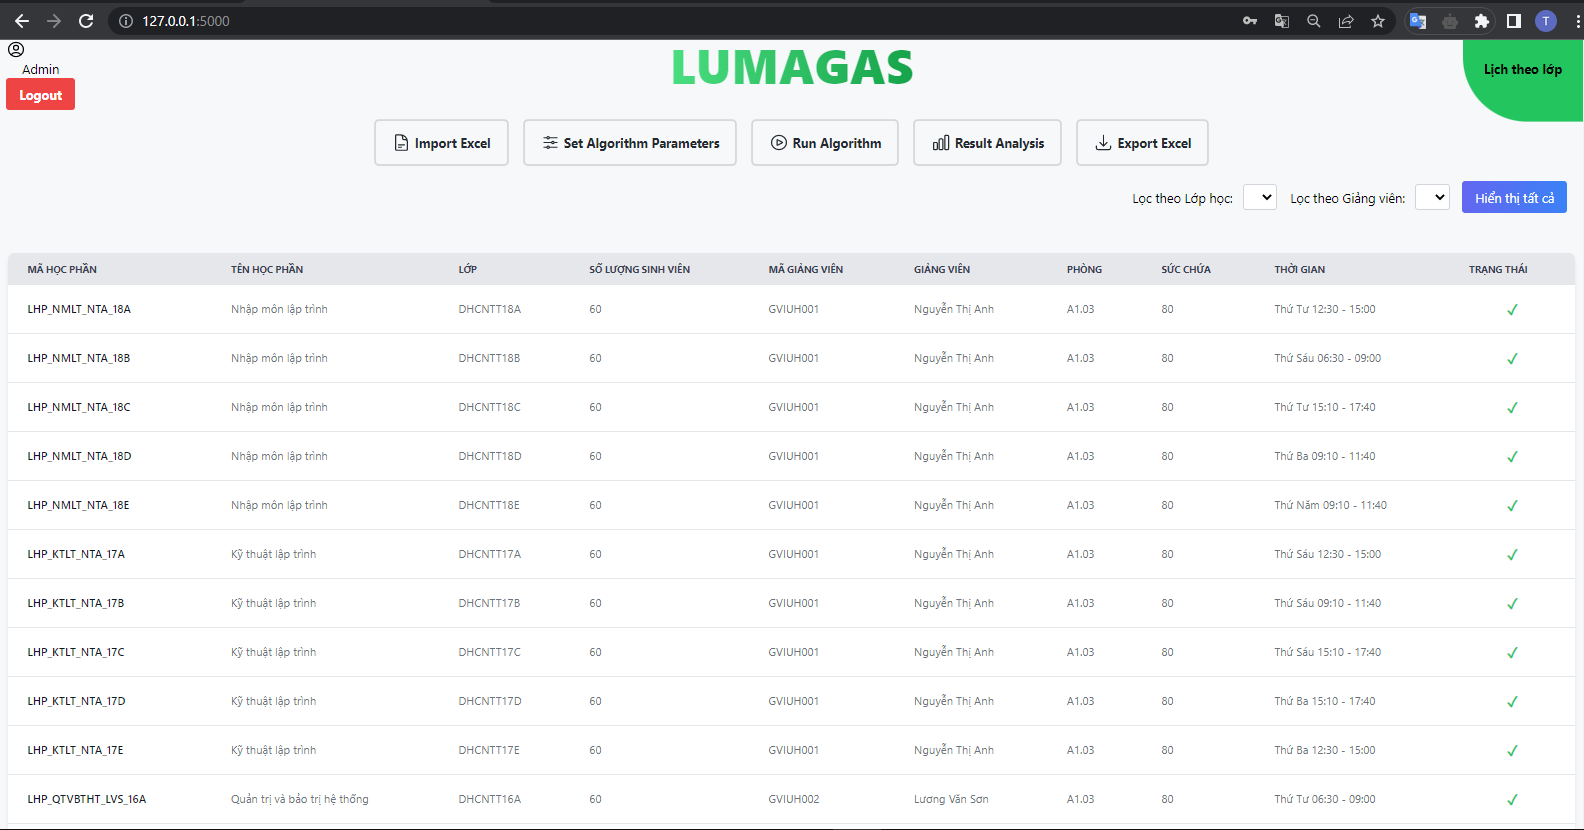 127.0.0.1:5000
T
Admin
Logout
LUMAGAS
Lịch theo lớp
Import Excel Set Algorithm Parameters Run Algorithm Result Analysis Export Excel
Lọc theo Lớp học: Lọc theo Giảng viên: Hiển thị tất cả
MÃ HỌC PHẦN TÊN HỌC PHẦN LỚP SỐ LƯỢNG SINH VIÊN MÃ GIẢNG VIÊN GIẢNG VIÊN PHÒNG SỨC CHỨA THỜI GIAN TRẠNG THÁI
LHP_NMLT_NTA_18A Nhập môn lập trình DHCNTT18A 60 GVIUH001 Nguyễn Thị Anh A1.03 80 Thứ Tư 12:30 - 15:00 ✓
LHP_NMLT_NTA_18B Nhập môn lập trình DHCNTT18B 60 GVIUH001 Nguyễn Thị Anh A1.03 80 Thứ Sáu 06:30 - 09:00 ✓
LHP_NMLT_NTA_18C Nhập môn lập trình DHCNTT18C 60 GVIUH001 Nguyễn Thị Anh A1.03 80 Thứ Tư 15:10 - 17:40 ✓
LHP_NMLT_NTA_18D Nhập môn lập trình DHCNTT18D 60 GVIUH001 Nguyễn Thị Anh A1.03 80 Thứ Ba 09:10 - 11:40 ✓
LHP_NMLT_NTA_18E Nhập môn lập trình DHCNTT18E 60 GVIUH001 Nguyễn Thị Anh A1.03 80 Thứ Năm 09:10 - 11:40 ✓
LHP_KTLT_NTA_17A Kỹ thuật lập trình DHCNTT17A 60 GVIUH001 Nguyễn Thị Anh A1.03 80 Thứ Sáu 12:30 - 15:00 ✓
LHP_KTLT_NTA_17B Kỹ thuật lập trình DHCNTT17B 60 GVIUH001 Nguyễn Thị Anh A1.03 80 Thứ Sáu 09:10 - 11:40 ✓
LHP_KTLT_NTA_17C Kỹ thuật lập trình DHCNTT17C 60 GVIUH001 Nguyễn Thị Anh A1.03 80 Thứ Sáu 15:10 - 17:40 ✓
LHP_KTLT_NTA_17D Kỹ thuật lập trình DHCNTT17D 60 GVIUH001 Nguyễn Thị Anh A1.03 80 Thứ Ba 15:10 - 17:40 ✓
LHP_KTLT_NTA_17E Kỹ thuật lập trình DHCNTT17E 60 GVIUH001 Nguyễn Thị Anh A1.03 80 Thứ Ba 12:30 - 15:00 ✓
LHP_QTVBTHT_LVS_16A Quản trị và bảo trị hệ thống DHCNTT16A 60 GVIUH002 Lương Văn Sơn A1.03 80 Thứ Tư 06:30 - 09:00 ✓